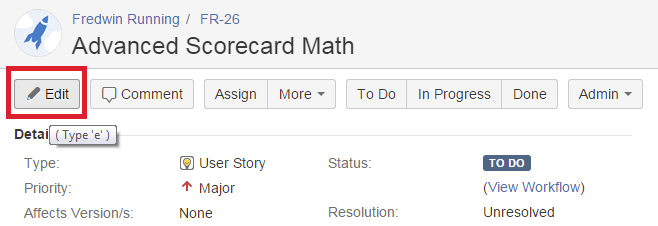 Fredwin Running / FR-26
Advanced Scorecard Math
Edit Comment Assign More To Do In Progress Done Admin
Detai
( Type 'e' )
Type: User Story Status: TO DO
Priority: Major (View Workflow)
Affects Version/s: None Resolution: Unresolved